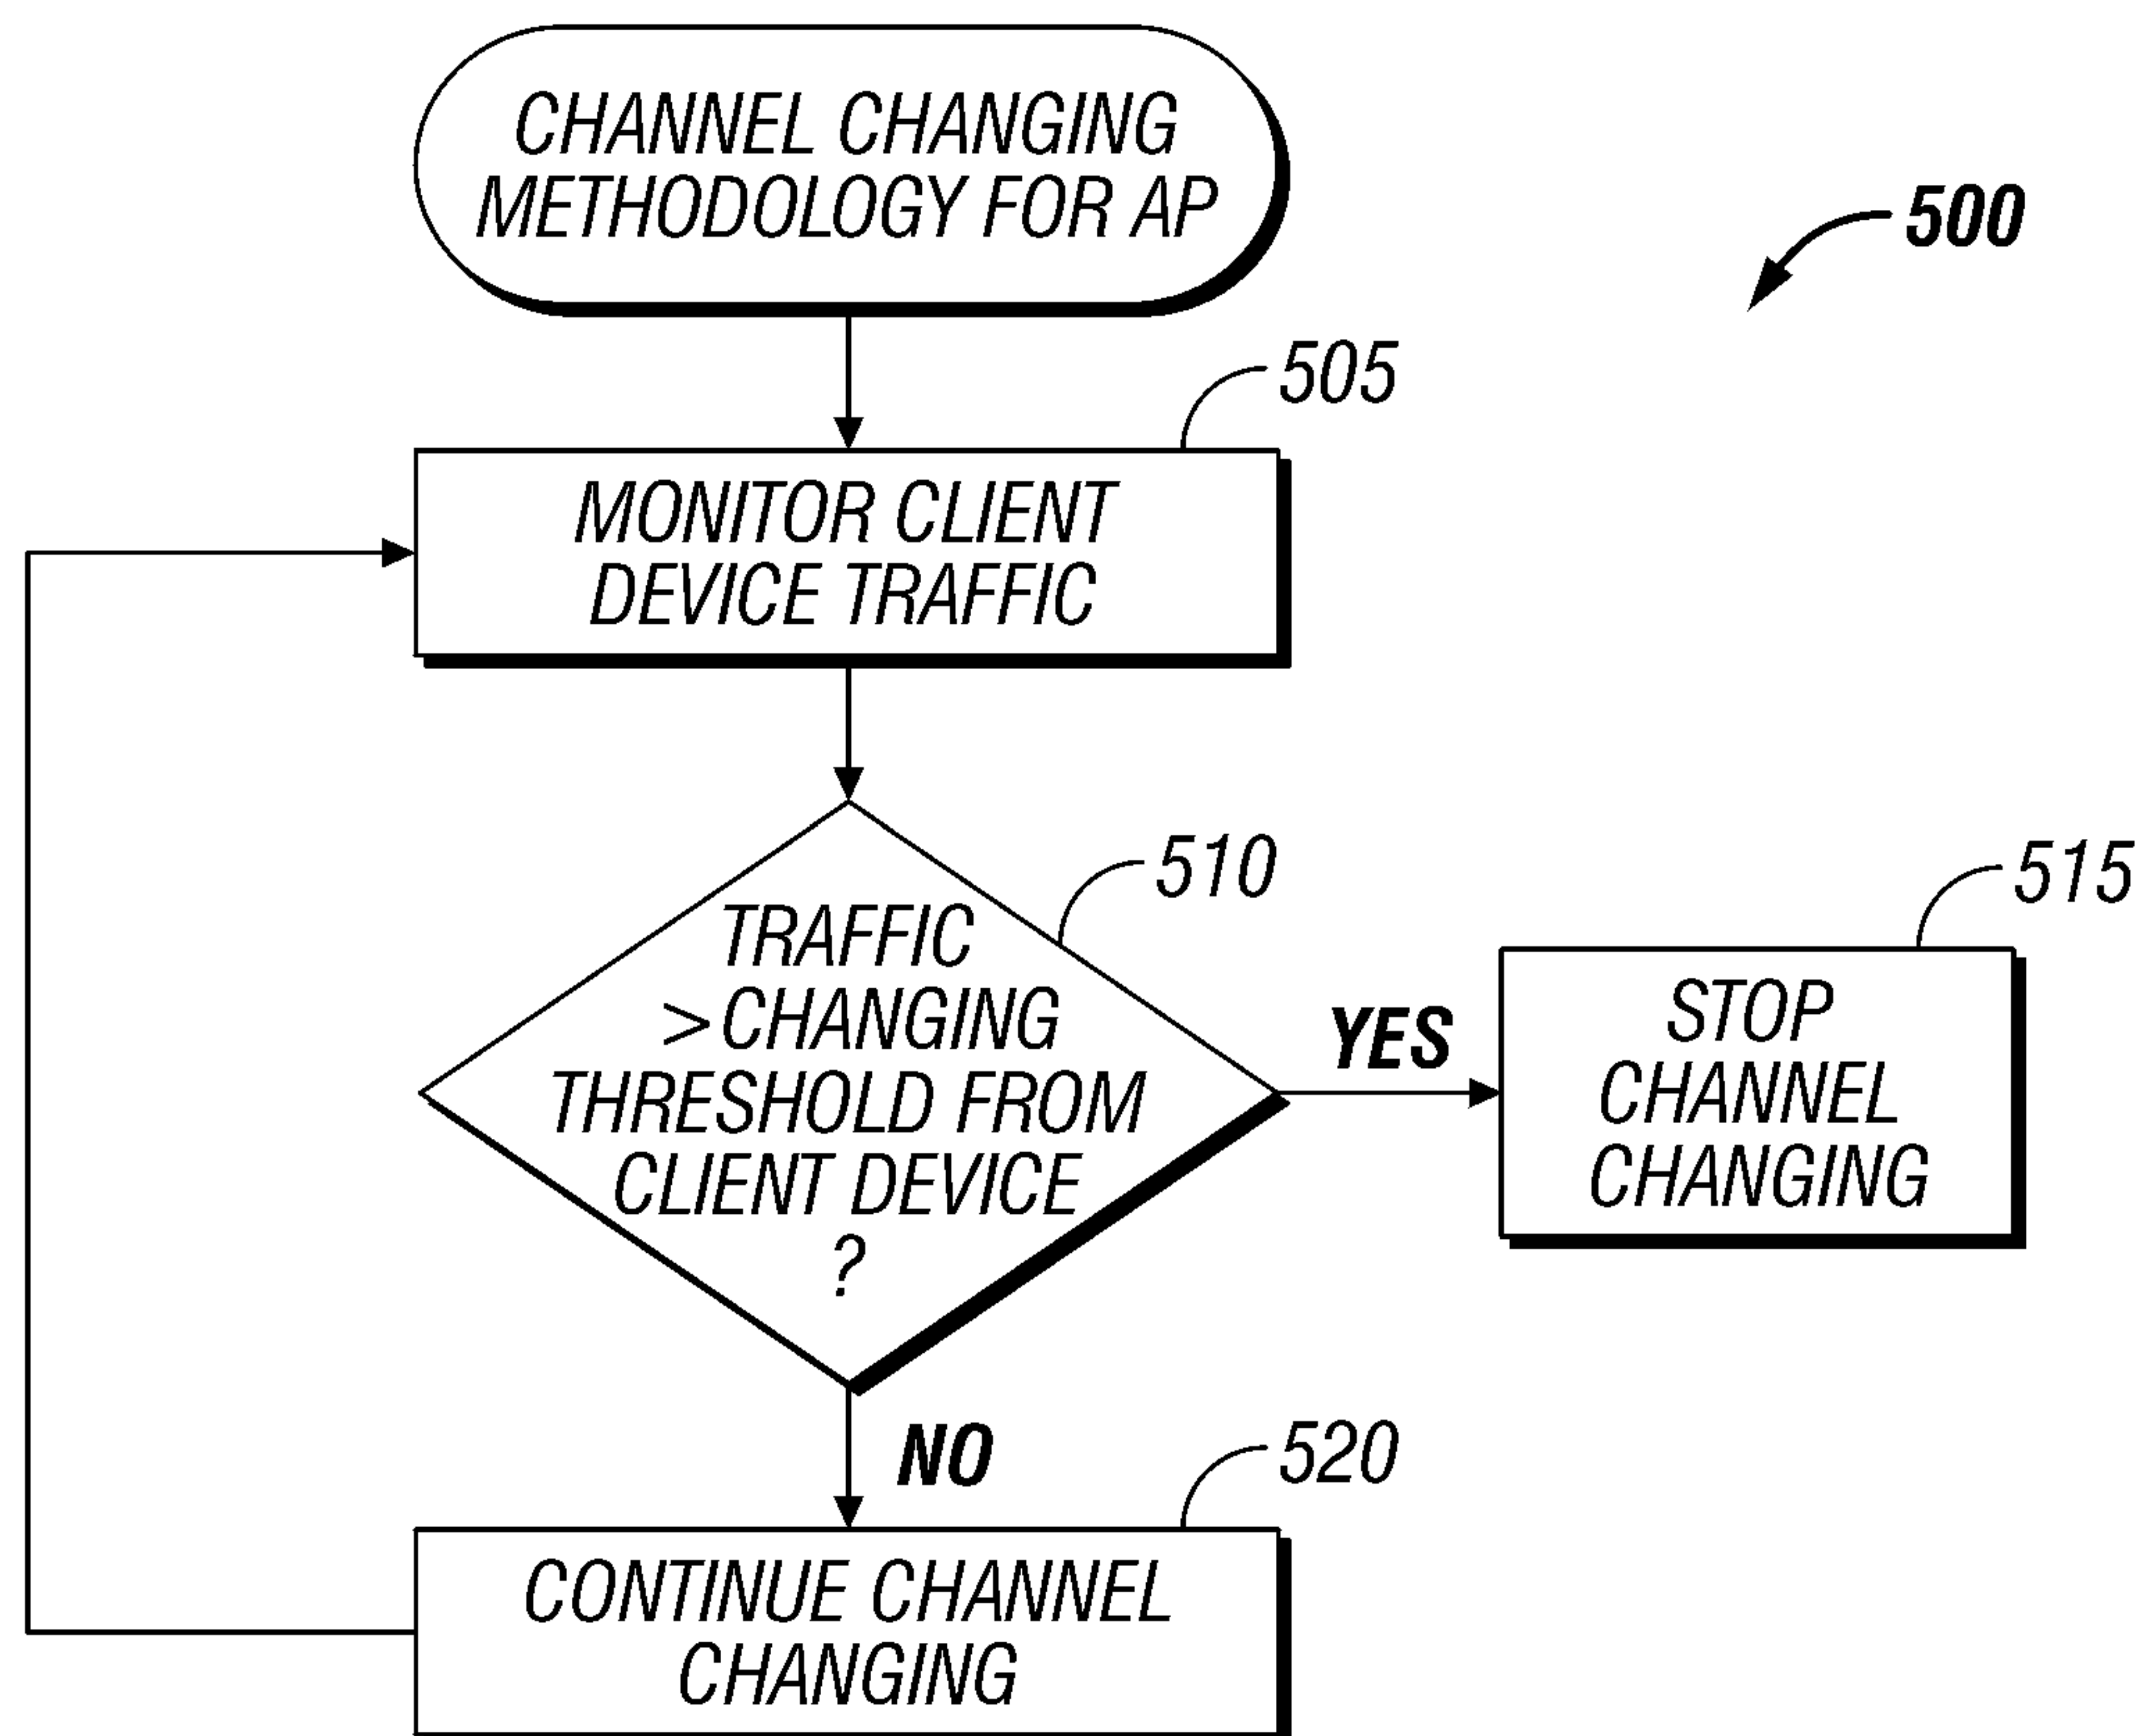 CHANNEL CHANGING
METHODOLOGY FOR AP
500
505
MONITOR CLIENT
DEVICE TRAFFIC
510
TRAFFIC
>CHANGING
THRESHOLD FROM
CLIENT DEVICE
?
YES
515
STOP
CHANNEL
CHANGING
NO
520
CONTINUE CHANNEL
CHANGING